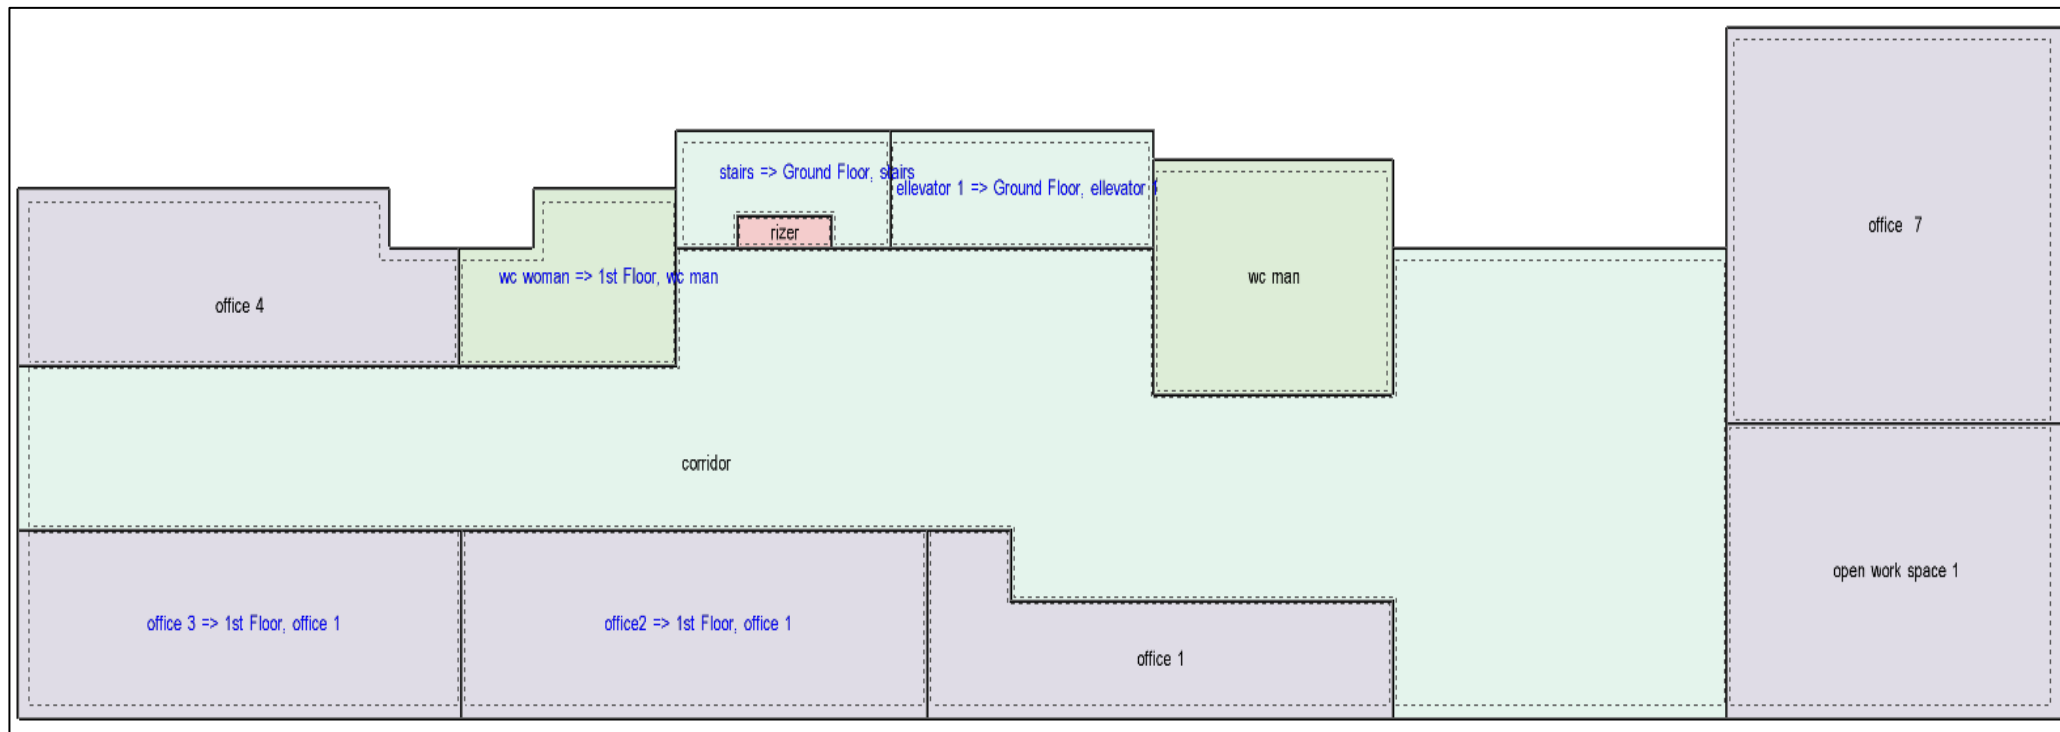 stairs => Ground Floor, stairs
ellevator 1 => Ground Floor, ellevator 1
office 7
rizer
wc woman => 1st Floor, wc man
wc man
office 4
corridor
open work space 1
office 3 => 1st Floor, office 1
office2 => 1st Floor, office 1
office 1